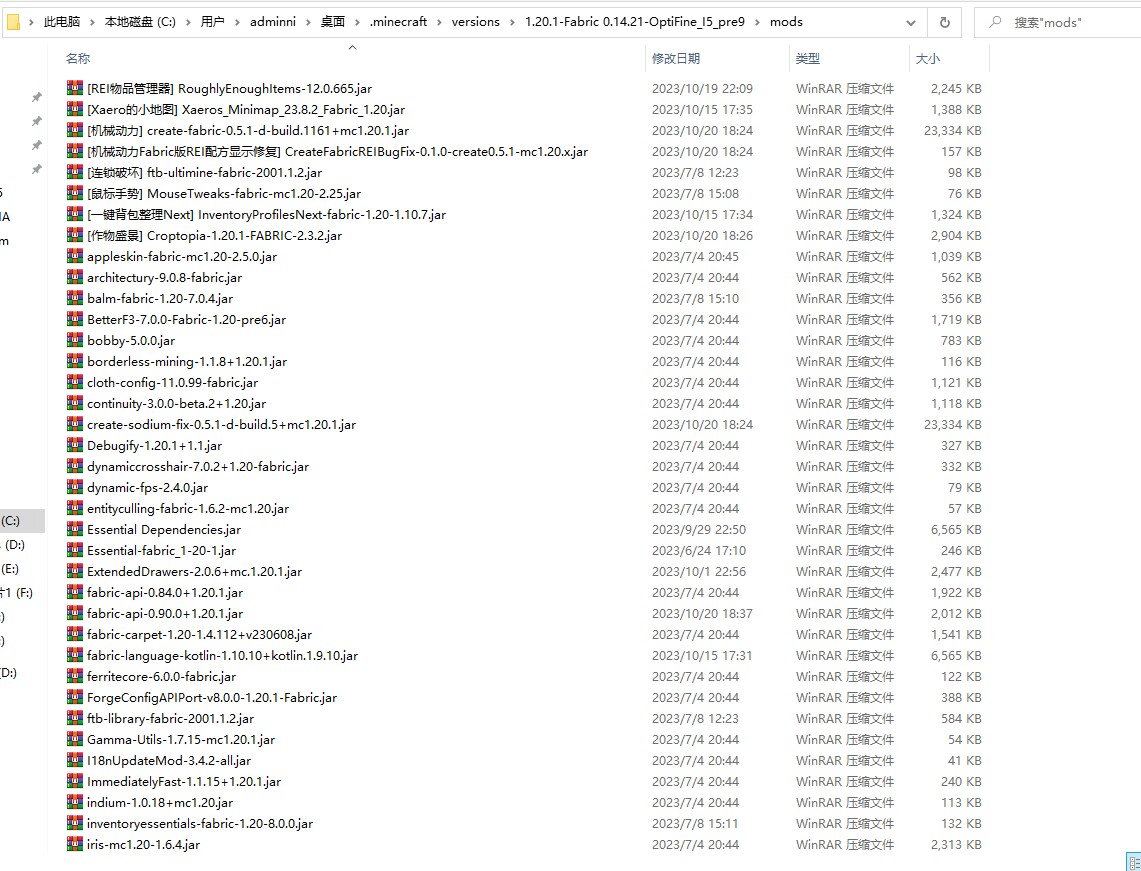 此电脑 > 本地磁盘 (C:) > 用户 > adminni > 桌面 > .minecraft > versions > 1.20.1-Fabric 0.14.21-OptiFine_I5_pre9 > mods 搜索"mods"
名称 修改日期 类型 大小
[REI物品管理器] RoughlyEnoughItems-12.0.665.jar 2023/10/19 22:09 WinRAR 压缩文件 2,245 KB
[Xaero的小地图] Xaeros_Minimap_23.8.2_Fabric_1.20.jar 2023/10/15 17:35 WinRAR 压缩文件 1,388 KB
[机械动力] create-fabric-0.5.1-d-build.1161+mc1.20.1.jar 2023/10/20 18:24 WinRAR 压缩文件 23,334 KB
[机械动力Fabric版REI配方显示修复] CreateFabricREIBugFix-0.1.0-create0.5.1-mc1.20.x.jar 2023/10/20 18:24 WinRAR 压缩文件 157 KB
[连锁破坏] ftb-ultimine-fabric-2001.1.2.jar 2023/7/8 12:23 WinRAR 压缩文件 98 KB
[鼠标手势] MouseTweaks-fabric-mc1.20-2.25.jar 2023/7/8 15:08 WinRAR 压缩文件 76 KB
[一键背包整理Next] InventoryProfilesNext-fabric-1.20-1.10.7.jar 2023/10/15 17:34 WinRAR 压缩文件 1,324 KB
[作物盛景] Croptopia-1.20.1-FABRIC-2.3.2.jar 2023/10/20 18:26 WinRAR 压缩文件 2,904 KB
appleskin-fabric-mc1.20-2.5.0.jar 2023/7/4 20:45 WinRAR 压缩文件 1,039 KB
architectury-9.0.8-fabric.jar 2023/7/4 20:44 WinRAR 压缩文件 562 KB
balm-fabric-1.20-7.0.4.jar 2023/7/8 15:10 WinRAR 压缩文件 356 KB
BetterF3-7.0.0-Fabric-1.20-pre6.jar 2023/7/4 20:44 WinRAR 压缩文件 1,719 KB
bobby-5.0.0.jar 2023/7/4 20:44 WinRAR 压缩文件 783 KB
borderless-mining-1.1.8+1.20.1.jar 2023/7/4 20:44 WinRAR 压缩文件 116 KB
cloth-config-11.0.99-fabric.jar 2023/7/4 20:44 WinRAR 压缩文件 1,121 KB
continuity-3.0.0-beta.2+1.20.jar 2023/7/4 20:44 WinRAR 压缩文件 1,118 KB
create-sodium-fix-0.5.1-d-build.5+mc1.20.1.jar 2023/10/20 18:24 WinRAR 压缩文件 23,334 KB
Debugify-1.20.1+1.1.jar 2023/7/4 20:44 WinRAR 压缩文件 327 KB
dynamiccrosshair-7.0.2+1.20-fabric.jar 2023/7/4 20:44 WinRAR 压缩文件 332 KB
dynamic-fps-2.4.0.jar 2023/7/4 20:44 WinRAR 压缩文件 79 KB
entityculling-fabric-1.6.2-mc1.20.jar 2023/7/4 20:44 WinRAR 压缩文件 57 KB
(C:) Essential Dependencies.jar 2023/9/29 22:50 WinRAR 压缩文件 6,565 KB
(D:) Essential-fabric_1-20-1.jar 2023/6/24 17:10 WinRAR 压缩文件 246 KB
(E:) ExtendedDrawers-2.0.6+mc.1.20.1.jar 2023/10/1 22:56 WinRAR 压缩文件 2,477 KB
1 (F:) fabric-api-0.84.0+1.20.1.jar 2023/7/4 20:44 WinRAR 压缩文件 1,922 KB
fabric-api-0.90.0+1.20.1.jar 2023/10/20 18:37 WinRAR 压缩文件 2,012 KB
fabric-carpet-1.20-1.4.112+v230608.jar 2023/7/4 20:44 WinRAR 压缩文件 1,541 KB
fabric-language-kotlin-1.10.10+kotlin.1.9.10.jar 2023/10/15 17:31 WinRAR 压缩文件 6,565 KB
(D:) ferritecore-6.0.0-fabric.jar 2023/7/4 20:44 WinRAR 压缩文件 122 KB
ForgeConfigAPIPort-v8.0.0-1.20.1-Fabric.jar 2023/7/4 20:44 WinRAR 压缩文件 388 KB
ftb-library-fabric-2001.1.2.jar 2023/7/8 12:23 WinRAR 压缩文件 584 KB
Gamma-Utils-1.7.15-mc1.20.1.jar 2023/7/4 20:44 WinRAR 压缩文件 54 KB
I18nUpdateMod-3.4.2-all.jar 2023/7/4 20:44 WinRAR 压缩文件 41 KB
ImmediatelyFast-1.1.15+1.20.1.jar 2023/7/4 20:44 WinRAR 压缩文件 240 KB
indium-1.0.18+mc1.20.jar 2023/7/4 20:44 WinRAR 压缩文件 113 KB
inventoryessentials-fabric-1.20-8.0.0.jar 2023/7/8 15:11 WinRAR 压缩文件 132 KB
iris-mc1.20-1.6.4.jar 2023/7/4 20:44 WinRAR 压缩文件 2,313 KB